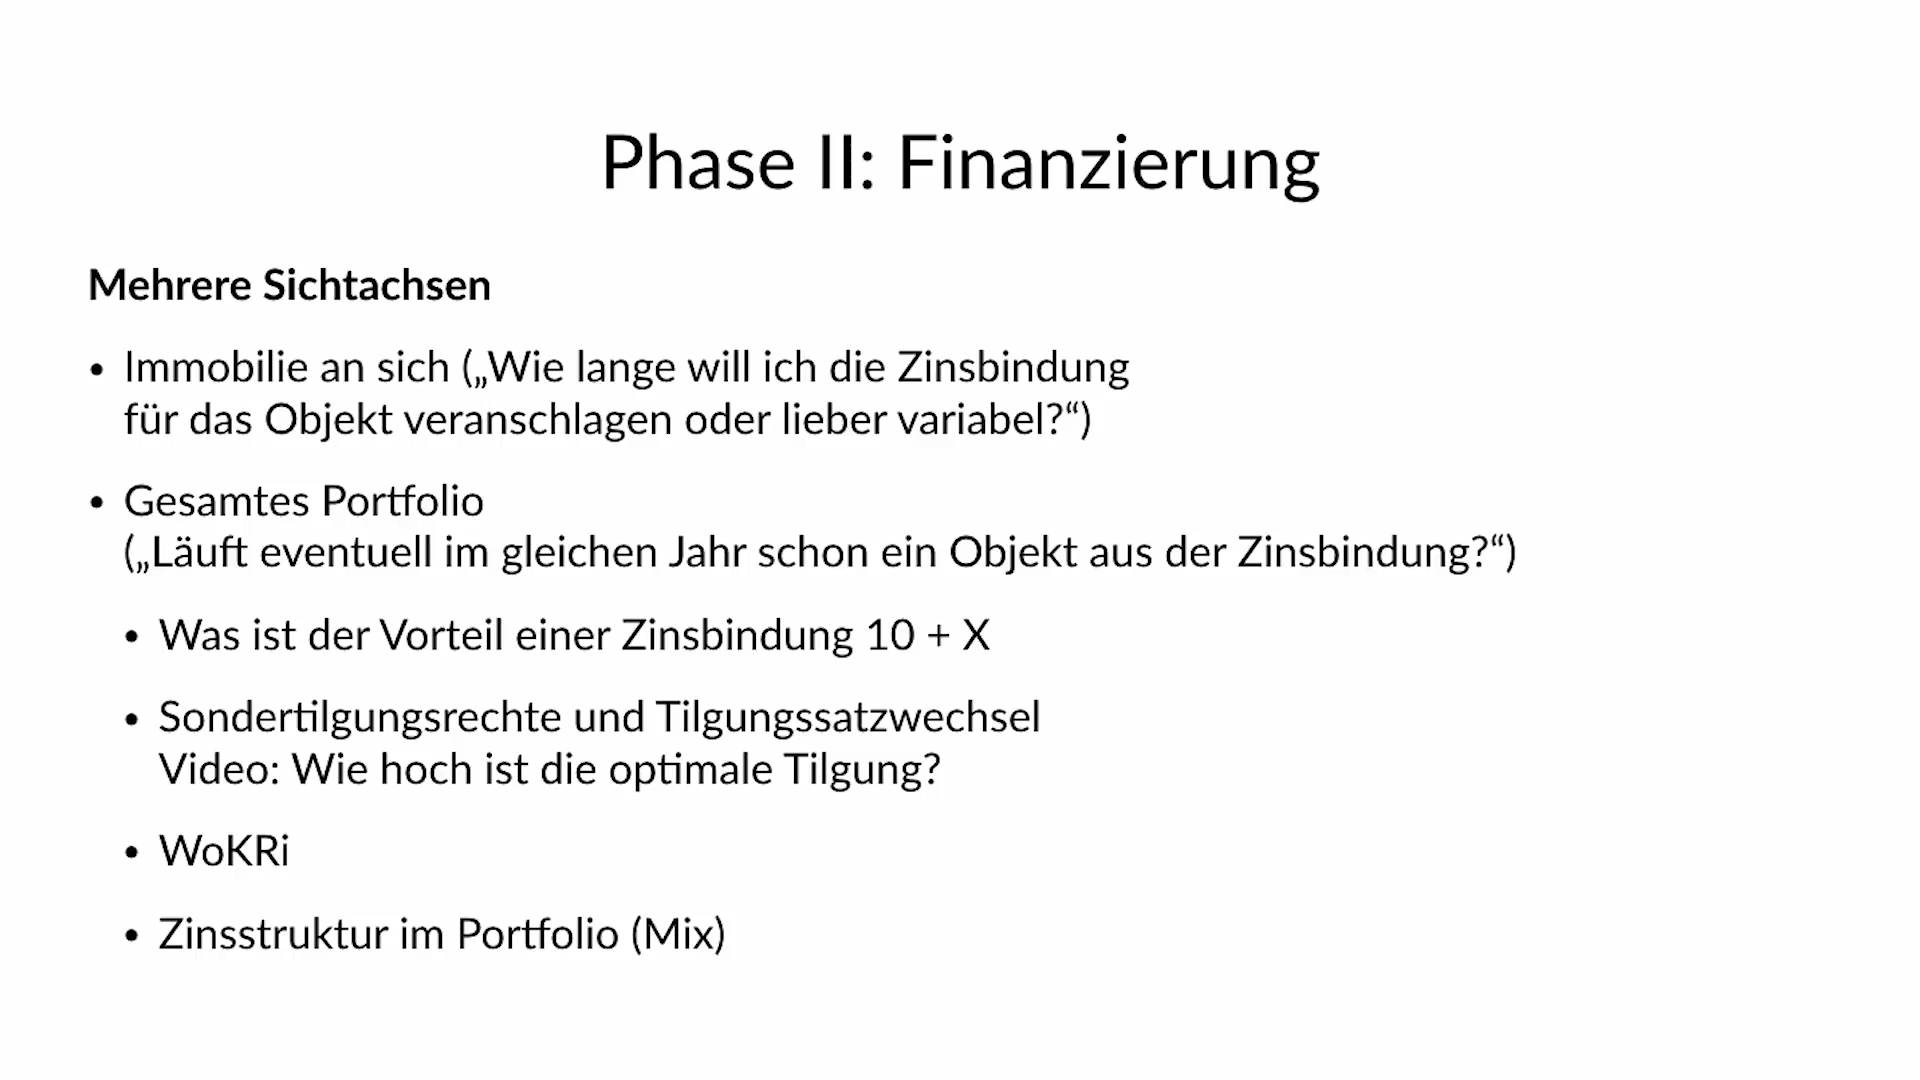 Phase II: Finanzierung
Mehrere Sichtachsen
• Immobilie an sich („Wie lange will ich die Zinsbindung
für das Objekt veranschlagen oder lieber variabel?“)
• Gesamtes Portfolio
(„Läuft eventuell im gleichen Jahr schon ein Objekt aus der Zinsbindung?“)
• Was ist der Vorteil einer Zinsbindung 10 + X
• Sondertilgungsrechte und Tilgungssatzwechsel
Video: Wie hoch ist die optimale Tilgung?
• WoKRi
• Zinsstruktur im Portfolio (Mix)